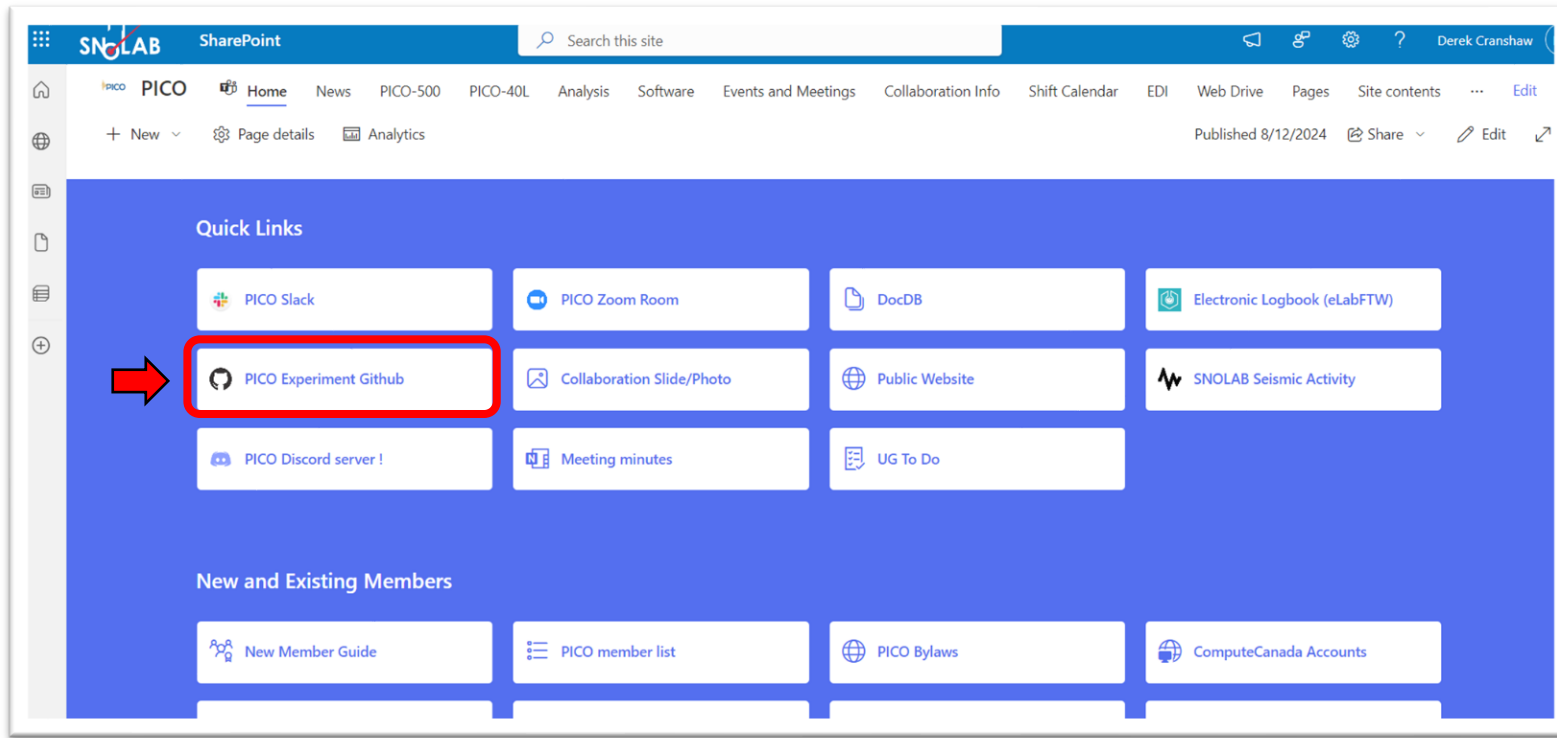 SNOLAB SharePoint Search this site Derek Cranshaw
PICO PICO Home News PICO-500 PICO-40L Analysis Software Events and Meetings Collaboration Info Shift Calendar EDI Web Drive Pages Site contents ... Edit
+ New Page details Analytics Published 8/12/2024 Share Edit
Quick Links
PICO Slack PICO Zoom Room DocDB Electronic Logbook (eLabFTW)
PICO Experiment Github Collaboration Slide/Photo Public Website SNOLAB Seismic Activity
PICO Discord server ! Meeting minutes UG To Do
New and Existing Members
New Member Guide PICO member list PICO Bylaws ComputeCanada Accounts